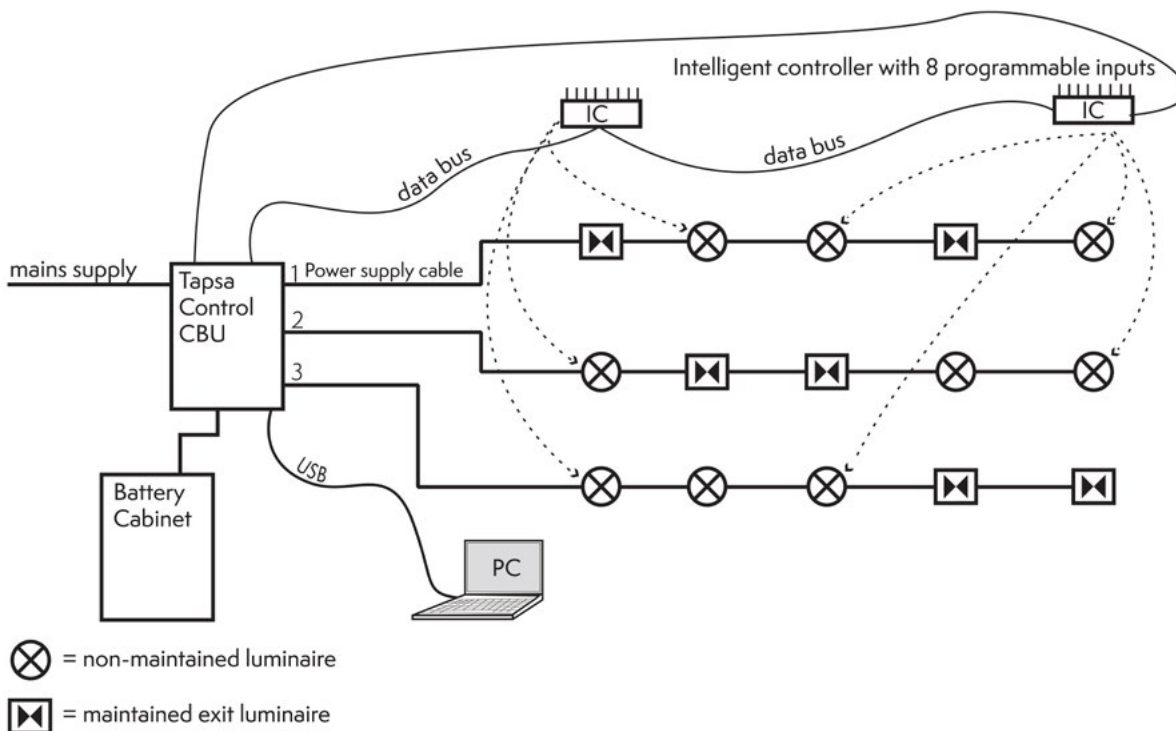 Intelligent controller with 8 programmable inputs
IC
IC
data bus
data bus
mains supply
Tapsa
Control
CBU
1 Power supply cable
2
3
USB
Battery
Cabinet
PC
= non-maintained luminaire
= maintained exit luminaire